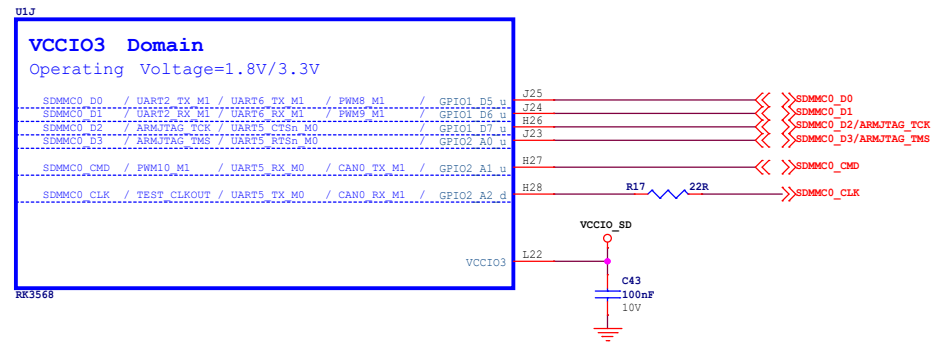 U1J
VCCIO3 Domain
Operating Voltage=1.8V/3.3V
SDMMC0_D0 / UART2_TX_M1 / UART6_TX_M1 / PWM8_M1 / GPIO1_D5_u J25 SDMMC0_D0
SDMMC0_D1 / UART2_RX_M1 / UART6_RX_M1 / PWM9_M1 / GPIO1_D6_u J24 SDMMC0_D1
SDMMC0_D2 / ARMJTAG_TCK / UART5_CTSn_M0 / GPIO1_D7_u H26 SDMMC0_D2/ARMJTAG_TCK
SDMMC0_D3 / ARMJTAG_TMS / UART5_RTSn_M0 / GPIO2_A0_u J23 SDMMC0_D3/ARMJTAG_TMS
SDMMC0_CMD / PWM10_M1 / UART5_RX_M0 / CAN0_TX_M1 / GPIO2_A1_u H27 SDMMC0_CMD
SDMMC0_CLK / TEST_CLKOUT / UART5_TX_M0 / CAN0_RX_M1 / GPIO2_A2_d H28 R17 22R SDMMC0_CLK
VCCIO_SD
VCCIO3 L22
C43
100nF
10V
RK3568